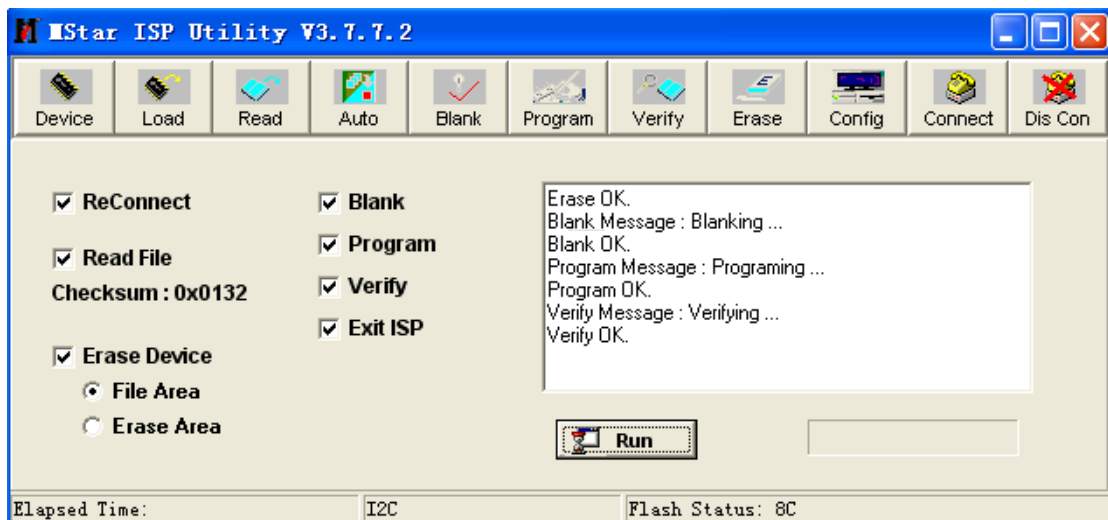 MStar ISP Utility V3.7.7.2
Device Load Read Auto Blank Program Verify Erase Config Connect Dis Con
ReConnect
Read File
Checksum : 0x0132
Erase Device
File Area
Erase Area
Blank
Program
Verify
Exit ISP
Erase OK.
Blank Message : Blanking ...
Blank OK.
Program Message : Programing ...
Program OK.
Verify Message : Verifying ...
Verify OK.
Run
Elapsed Time: I2C Flash Status: 8C